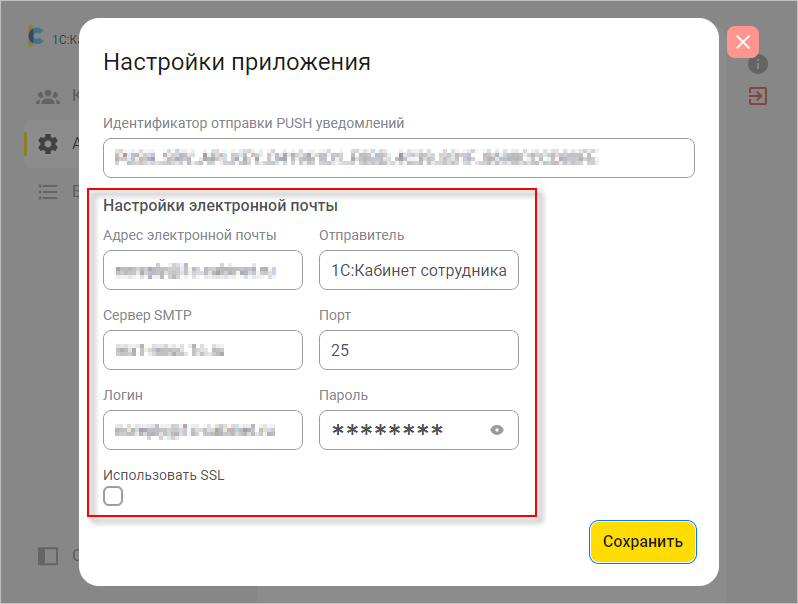 1С:К
Настройки приложения
Идентификатор отправки PUSH уведомлений
Настройки электронной почты
Адрес электронной почты Отправитель
1С:Кабинет сотрудника
Сервер SMTP Порт
25
Логин Пароль
********
Использовать SSL
Сохранить